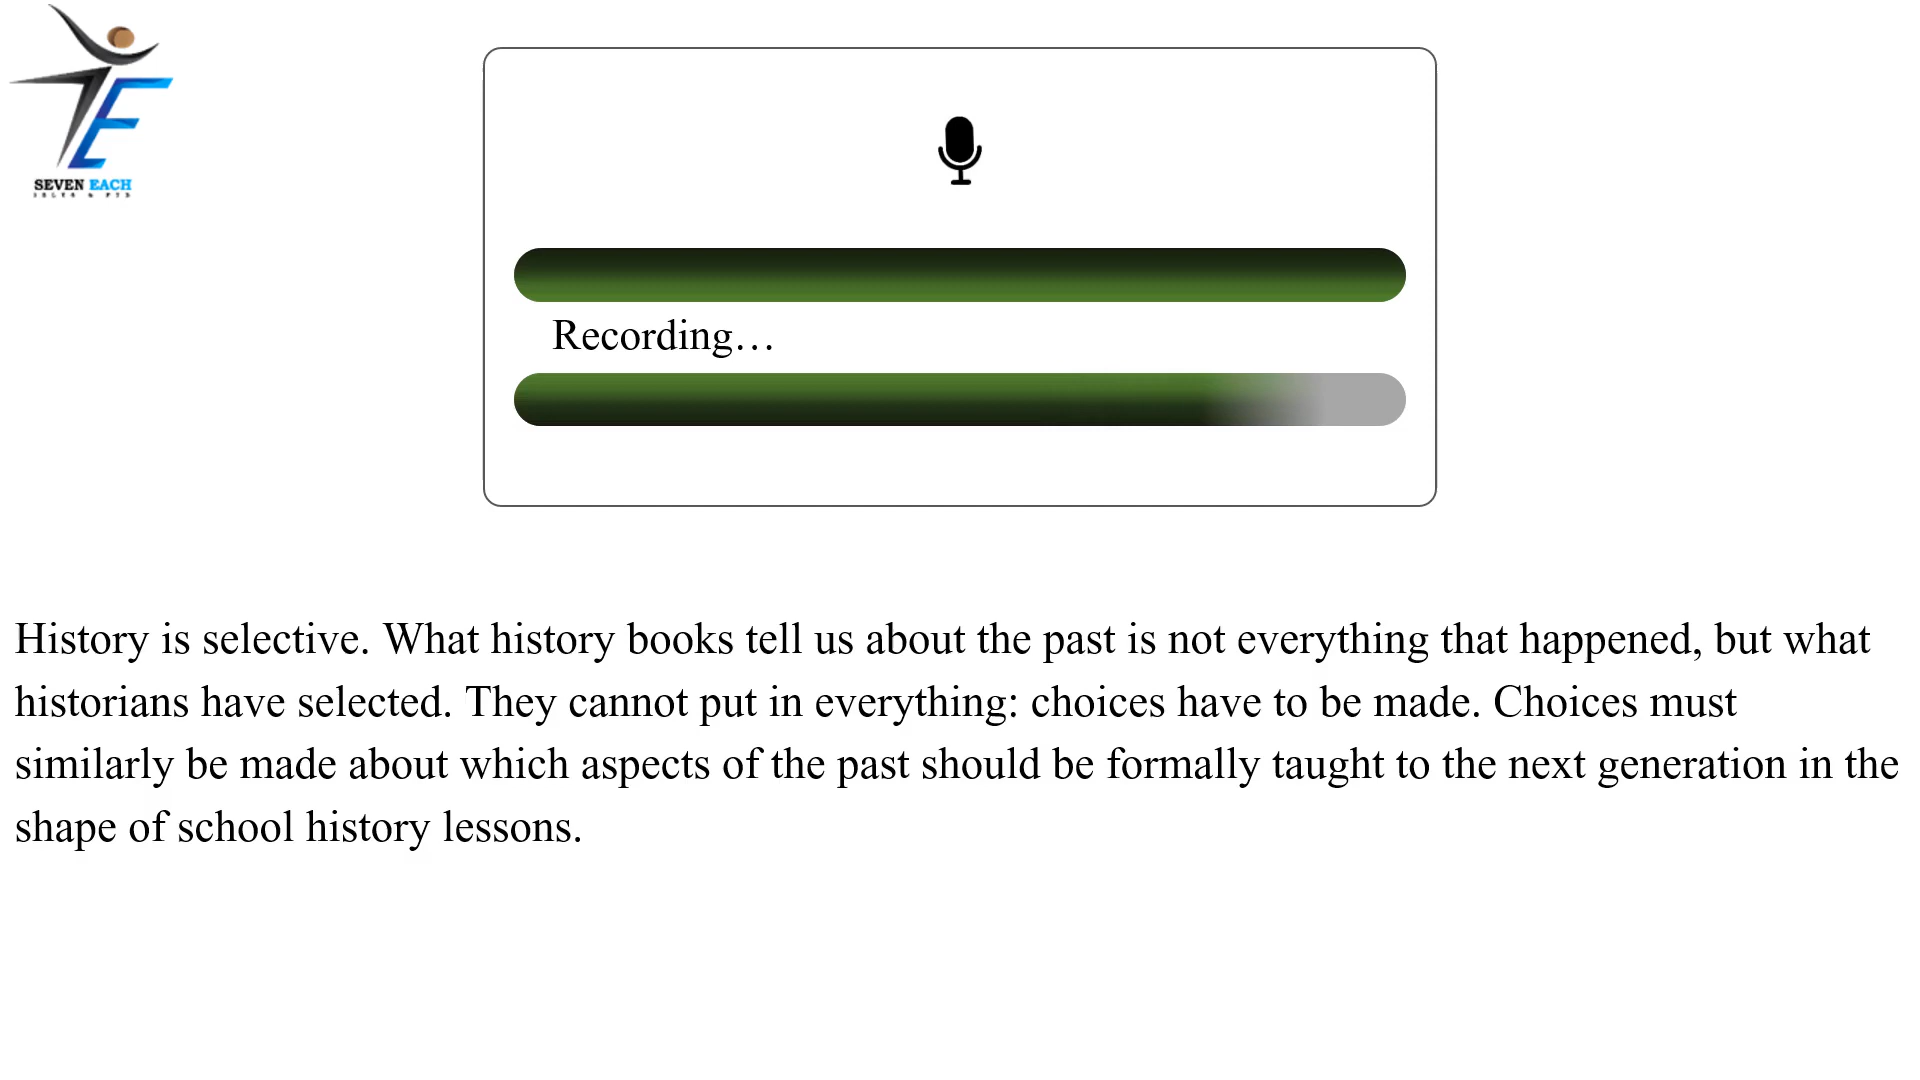 SEVEN EACH
IELTS & PTE
Recording…
History is selective. What history books tell us about the past is not everything that happened, but what
historians have selected. They cannot put in everything: choices have to be made. Choices must
similarly be made about which aspects of the past should be formally taught to the next generation in the
shape of school history lessons.